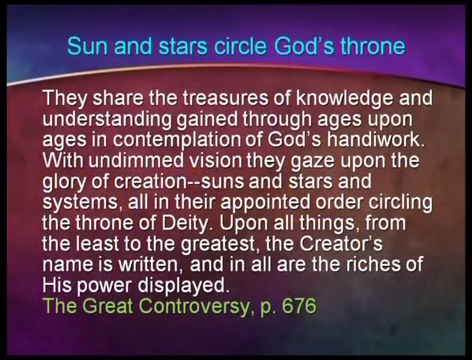 Sun and stars circle God's throne
They share the treasures of knowledge and
understanding gained through ages upon
ages in contemplation of God's handiwork.
With undimmed vision they gaze upon the
glory of creation--suns and stars and
systems, all in their appointed order circling
the throne of Deity. Upon all things, from
the least to the greatest, the Creator's
name is written, and in all are the riches of
His power displayed.
The Great Controversy, p. 676